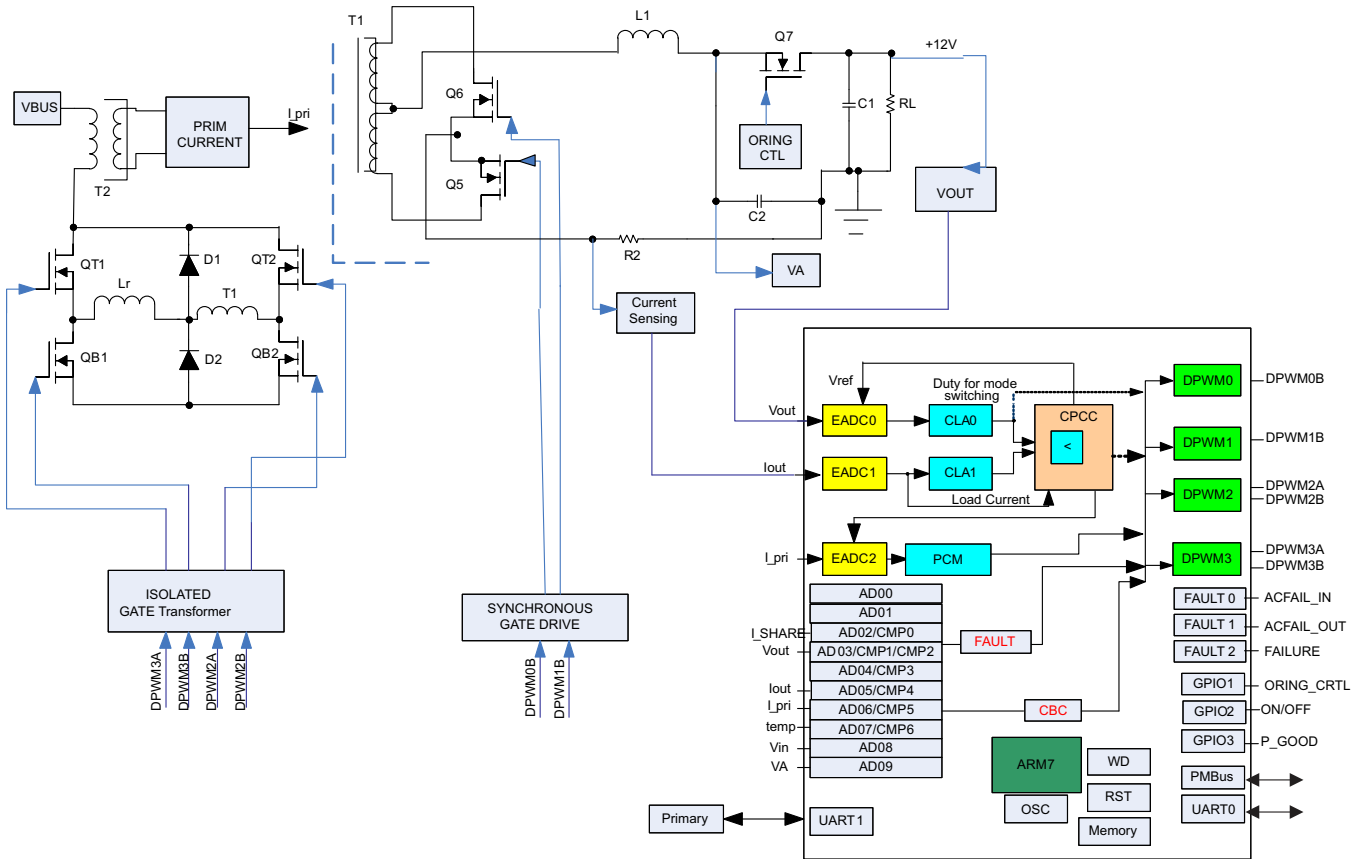 T1
L1
Q7
+12V
Q6
C1
RL
VBUS
PRIM
CURRENT
I_pri
T2
ORING
CTL
Q5
VOUT
C2
R2
VA
QT1
D1
QT2
Lr
T1
Current
Sensing
QB1
D2
QB2
Vref
Duty for mode
switching
DPWM0
DPWM0B
Vout
EADC0
CLA0
CPCC
<
DPWM1
DPWM1B
Iout
EADC1
CLA1
Load Current
DPWM2
DPWM2A
DPWM2B
I_pri
EADC2
PCM
DPWM3
DPWM3A
DPWM3B
ISOLATED
GATE Transformer
SYNCHRONOUS
GATE DRIVE
DPWM3A
DPWM3B
DPWM2A
DPWM2B
DPWM0B
DPWM1B
AD00
AD01
I_SHARE
AD02/CMP0
Vout
AD03/CMP1/CMP2
AD04/CMP3
Iout
AD05/CMP4
I_pri
AD06/CMP5
temp
AD07/CMP6
Vin
AD08
VA
AD09
FAULT
CBC
FAULT 0
ACFAIL_IN
FAULT 1
ACFAIL_OUT
FAULT 2
FAILURE
GPIO1
ORING_CRTL
GPIO2
ON/OFF
GPIO3
P_GOOD
ARM7
WD
PMBus
OSC
RST
UART0
Memory
Primary
UART1